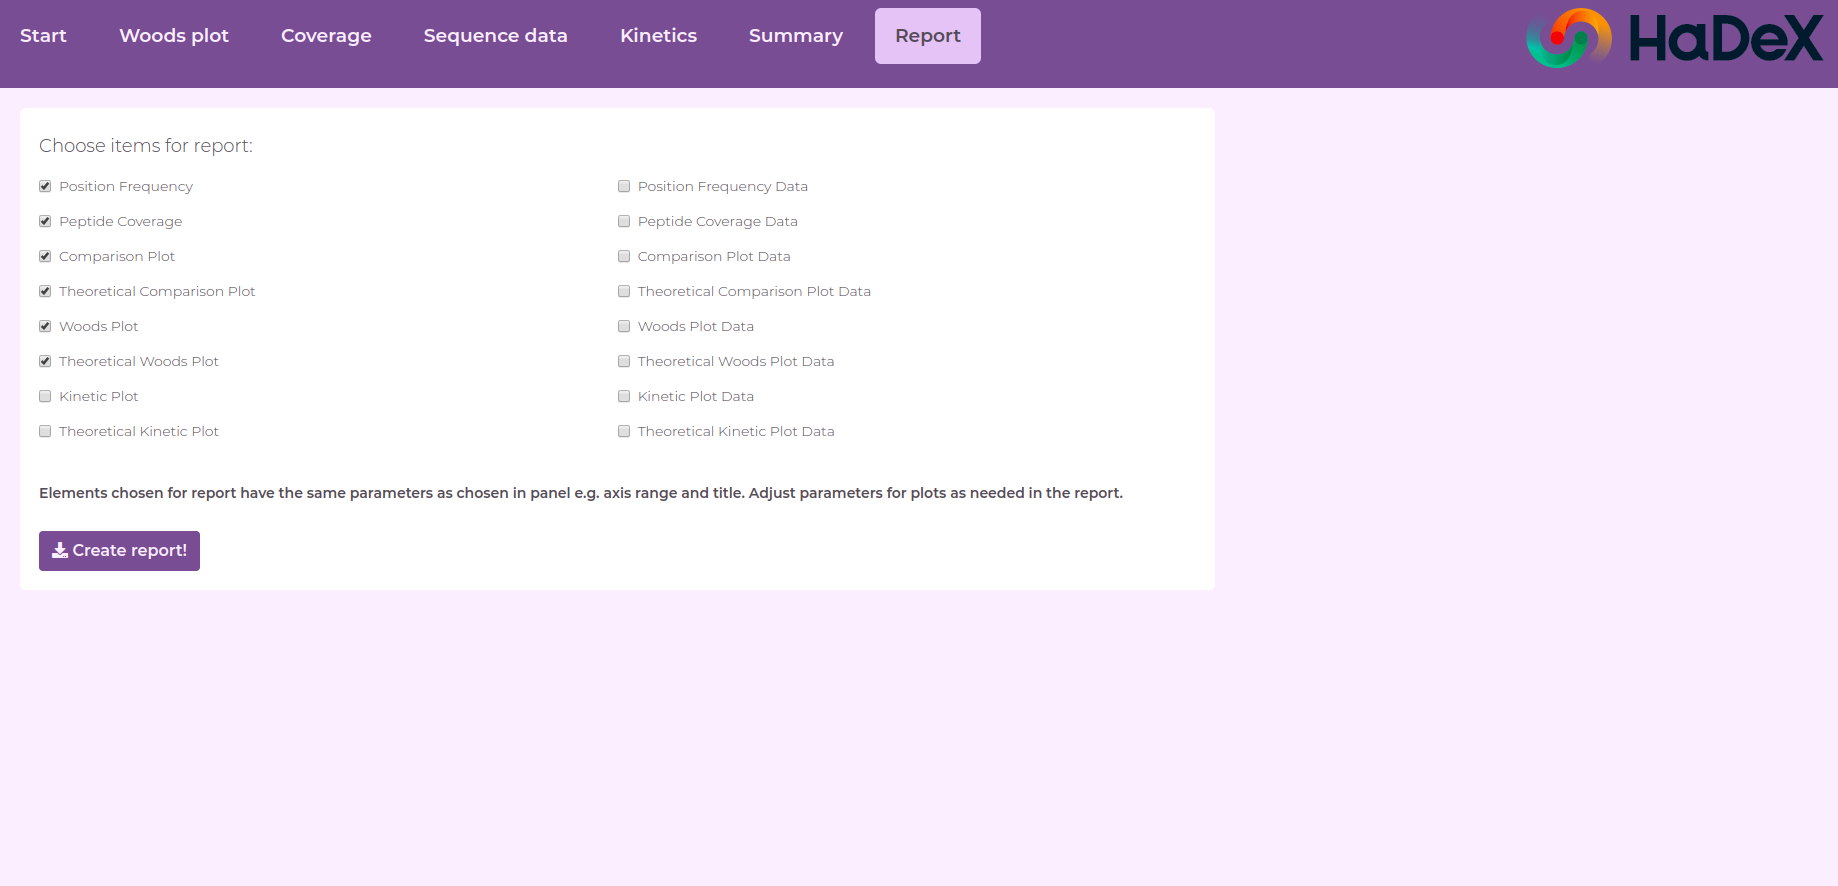 Start Woods plot Coverage Sequence data Kinetics Summary Report HaDeX
Choose items for report:
Position Frequency Position Frequency Data
Peptide Coverage Peptide Coverage Data
Comparison Plot Comparison Plot Data
Theoretical Comparison Plot Theoretical Comparison Plot Data
Woods Plot Woods Plot Data
Theoretical Woods Plot Theoretical Woods Plot Data
Kinetic Plot Kinetic Plot Data
Theoretical Kinetic Plot Theoretical Kinetic Plot Data
Elements chosen for report have the same parameters as chosen in panel e.g. axis range and title. Adjust parameters for plots as needed in the report.
Create report!